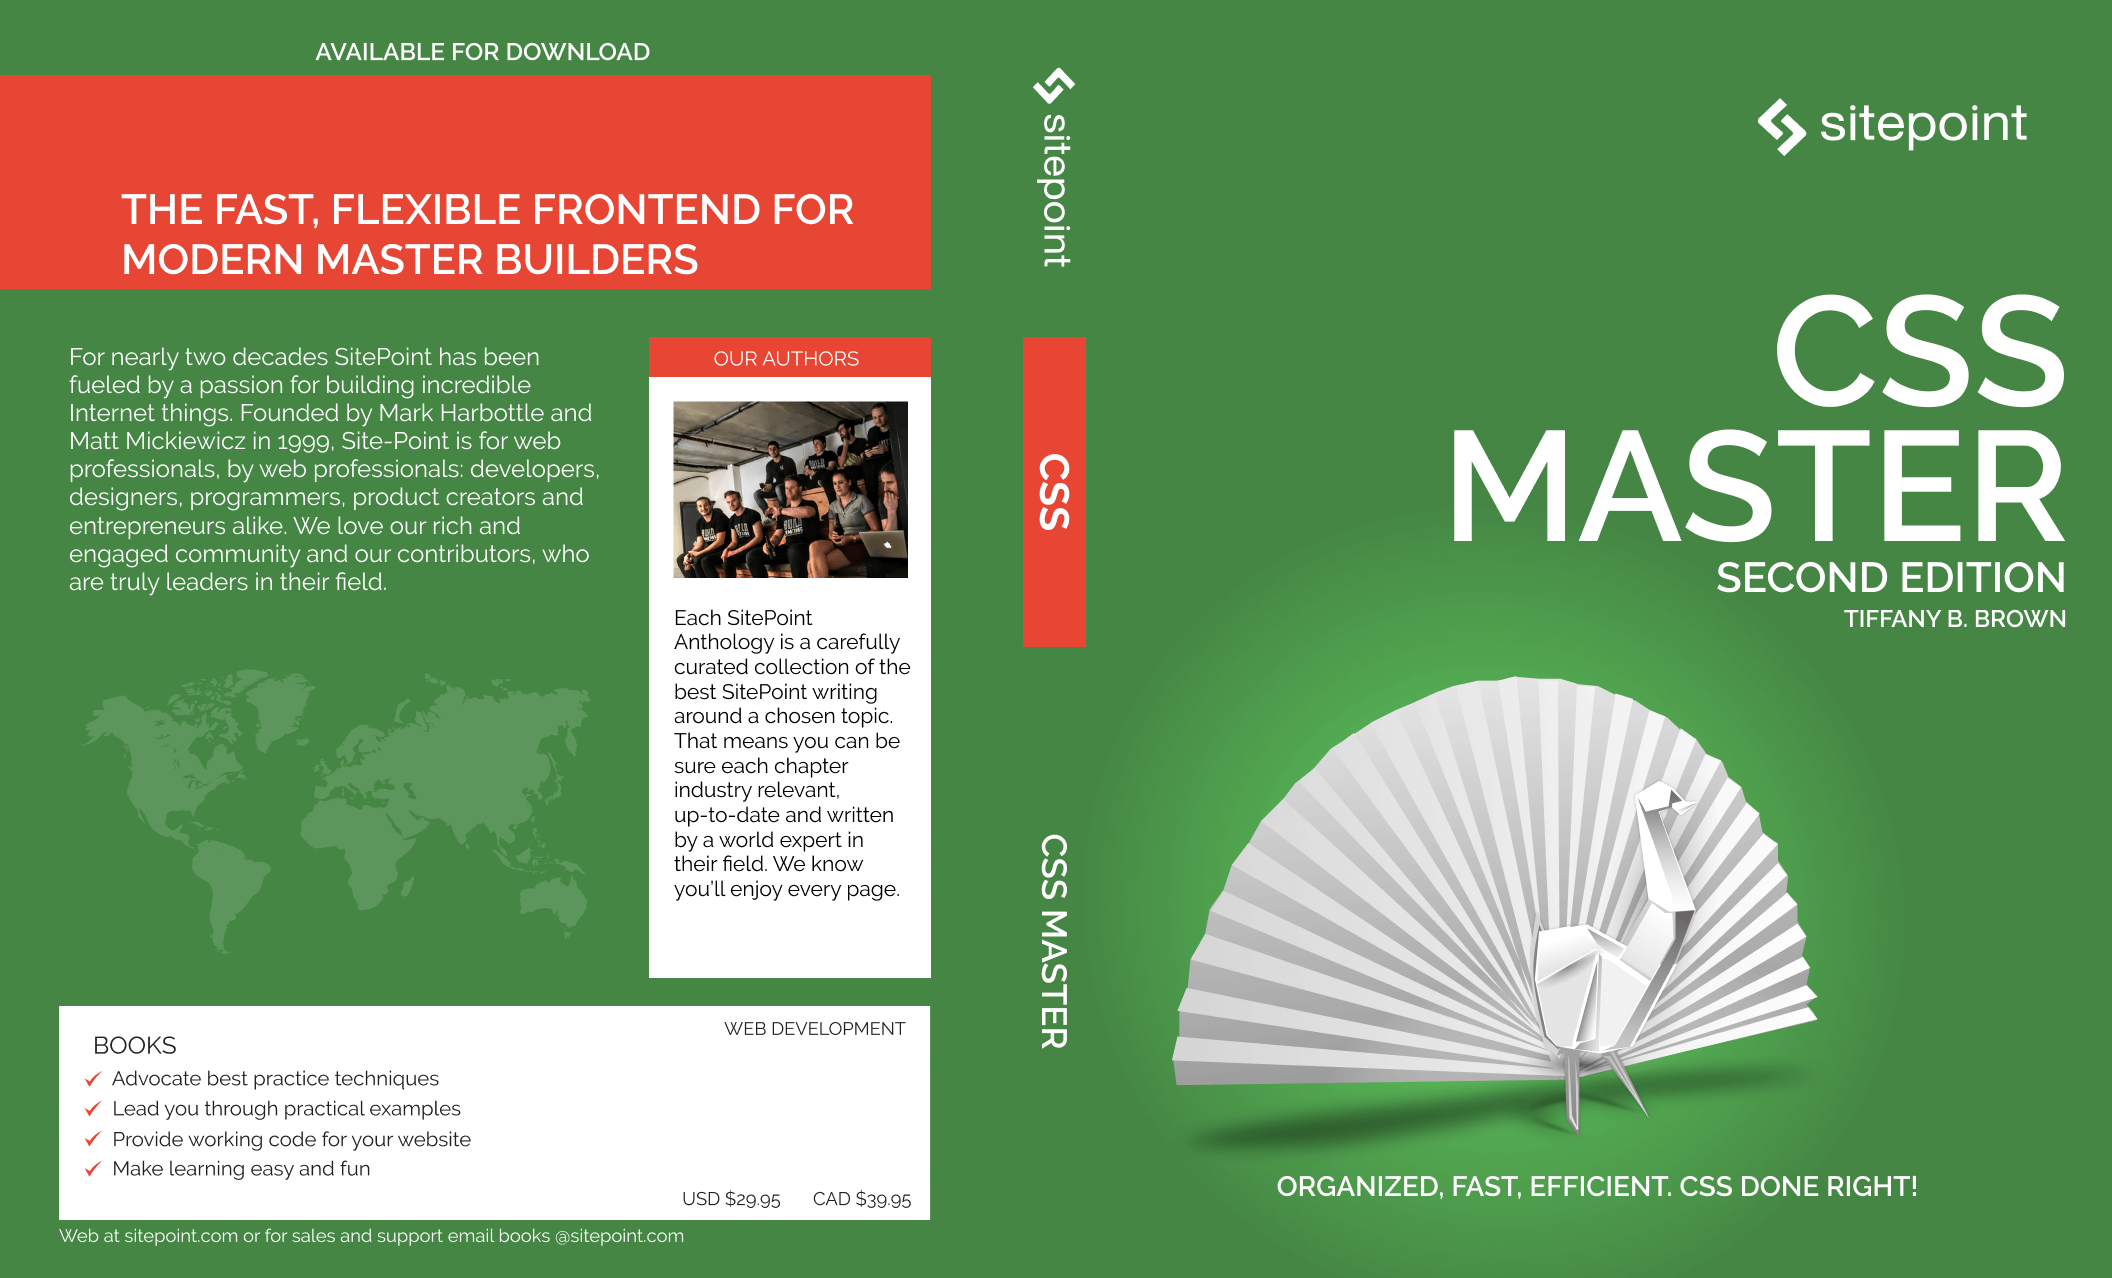 AVAILABLE FOR DOWNLOAD
THE FAST, FLEXIBLE FRONTEND FOR
MODERN MASTER BUILDERS
For nearly two decades SitePoint has been
fueled by a passion for building incredible
Internet things. Founded by Mark Harbottle and
Matt Mickiewicz in 1999, Site-Point is for web
professionals, by web professionals: developers,
designers, programmers, product creators and
entrepreneurs alike. We love our rich and
engaged community and our contributors, who
are truly leaders in their field.
OUR AUTHORS
Each SitePoint
Anthology is a carefully
curated collection of the
best SitePoint writing
around a chosen topic.
That means you can be
sure each chapter
industry relevant,
up-to-date and written
by a world expert in
their field. We know
you'll enjoy every page.
WEB DEVELOPMENT
BOOKS
Advocate best practice techniques
Lead you through practical examples
Provide working code for your website
Make learning easy and fun
USD $29.95 CAD $39.95
Web at sitepoint.com or for sales and support email books @sitepoint.com
sitepoint
CSS
CSS MASTER
sitepoint
CSS
MASTER
SECOND EDITION
TIFFANY B. BROWN
ORGANIZED, FAST, EFFICIENT. CSS DONE RIGHT!